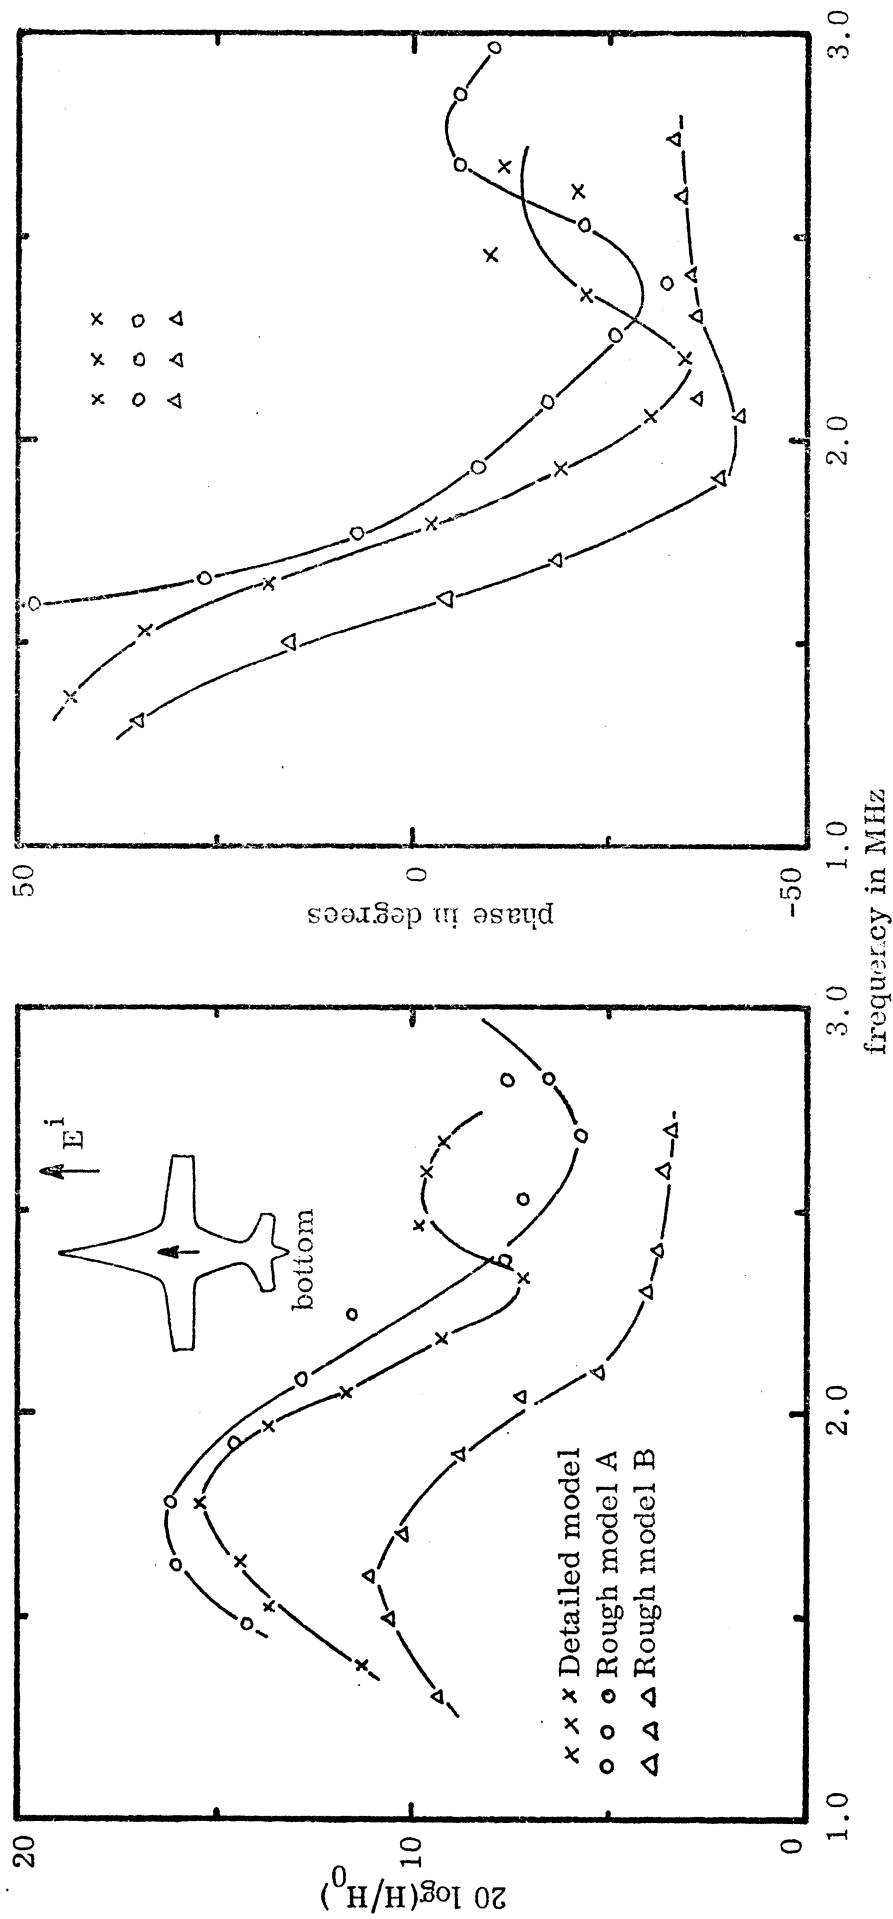 20
10
0
20 log(H/H0)
1.0
2.0
3.0
E i
bottom
x x x Detailed model
o o o Rough model A
Δ Δ Δ Rough model B
50
0
-50
phase in degrees
1.0
2.0
3.0
x x x
o o o
Δ Δ Δ
frequency in MHz